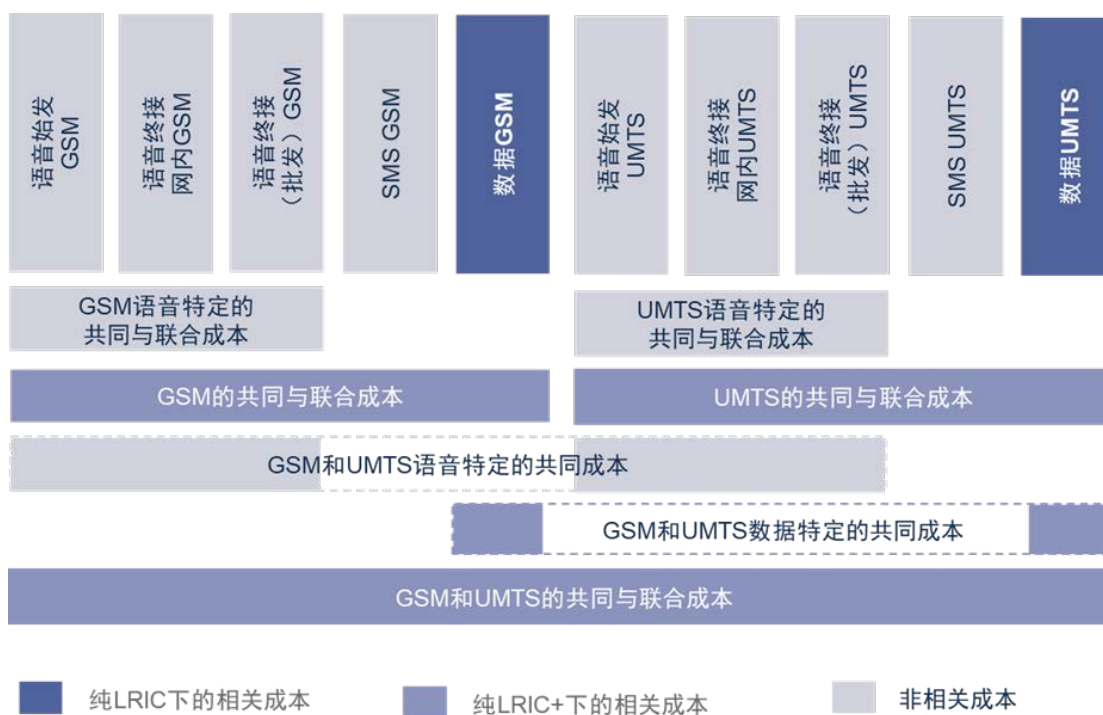 语音始发
GSM
语音终接
网内GSM
语音终接
（批发）GSM
SMS GSM
数据GSM
语音始发
UMTS
语音终接
网内UMTS
语音终接
（批发）UMTS
SMS UMTS
数据UMTS
GSM语音特定的
共同与联合成本
UMTS语音特定的
共同与联合成本
GSM的共同与联合成本
UMTS的共同与联合成本
GSM和UMTS语音特定的共同成本
GSM和UMTS数据特定的共同成本
GSM和UMTS的共同与联合成本
纯LRIC下的相关成本
纯LRIC+下的相关成本
非相关成本